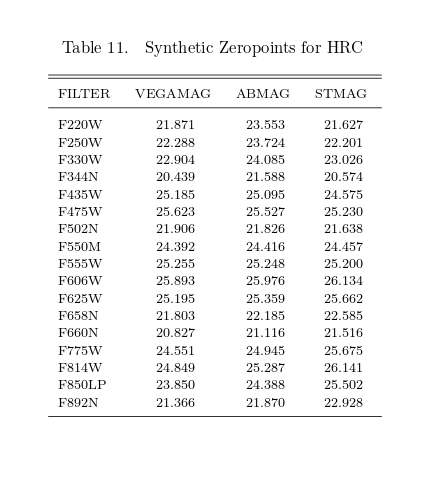 Table 11. Synthetic Zeropoints for HRC
FILTER VEGAMAG ABMAG STMAG
F220W 21.871 23.553 21.627
F250W 22.288 23.724 22.201
F330W 22.904 24.085 23.026
F344N 20.439 21.588 20.574
F435W 25.185 25.095 24.575
F475W 25.623 25.527 25.230
F502N 21.906 21.826 21.638
F550M 24.392 24.416 24.457
F555W 25.255 25.248 25.200
F606W 25.893 25.976 26.134
F625W 25.195 25.359 25.662
F658N 21.803 22.185 22.585
F660N 20.827 21.116 21.516
F775W 24.551 24.945 25.675
F814W 24.849 25.287 26.141
F850LP 23.850 24.388 25.502
F892N 21.366 21.870 22.928